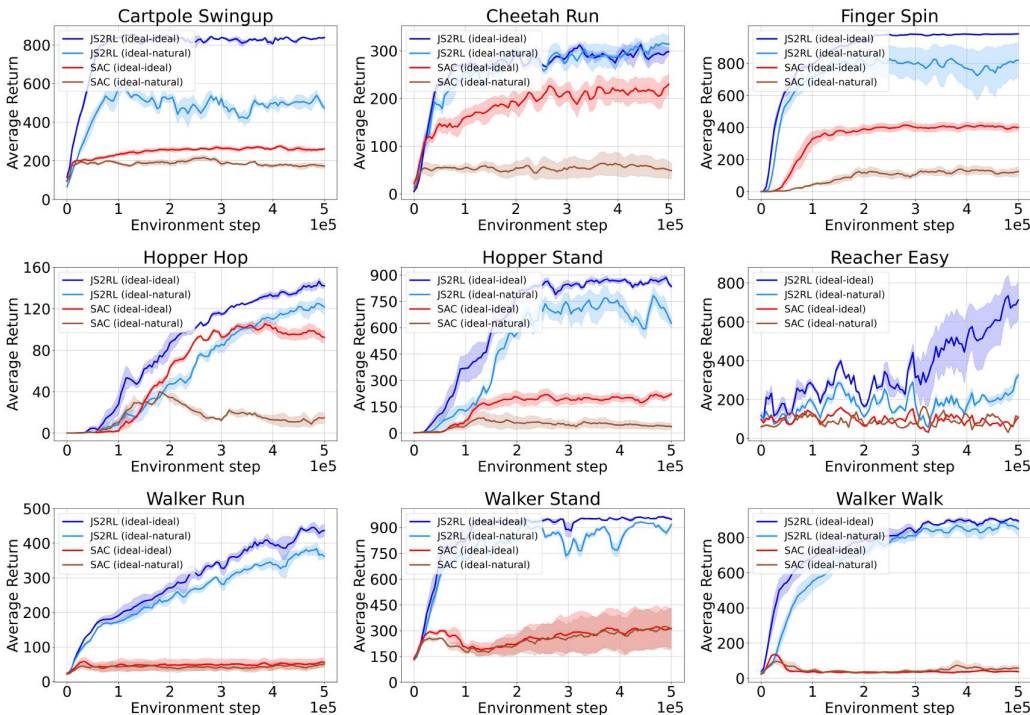 Cartpole Swingup
Average Return
800
600
400
200
0
JS2RL (ideal-ideal)
JS2RL (ideal-natural)
SAC (ideal-ideal)
SAC (ideal-natural)
0 1 2 3 4 5
1e5
Environment step
Cheetah Run
Average Return
300
200
100
0
JS2RL (ideal-ideal)
JS2RL (ideal-natural)
SAC (ideal-ideal)
SAC (ideal-natural)
0 1 2 3 4 5
1e5
Environment step
Finger Spin
Average Return
800
600
400
200
0
JS2RL (ideal-ideal)
JS2RL (ideal-natural)
SAC (ideal-ideal)
SAC (ideal-natural)
0 1 2 3 4 5
1e5
Environment step
Hopper Hop
Average Return
160
120
80
40
0
JS2RL (ideal-ideal)
JS2RL (ideal-natural)
SAC (ideal-ideal)
SAC (ideal-natural)
0 1 2 3 4 5
1e5
Environment step
Hopper Stand
Average Return
900
750
600
450
300
150
0
JS2RL (ideal-ideal)
JS2RL (ideal-natural)
SAC (ideal-ideal)
SAC (ideal-natural)
0 1 2 3 4 5
1e5
Environment step
Reacher Easy
Average Return
800
600
400
200
0
JS2RL (ideal-ideal)
JS2RL (ideal-natural)
SAC (ideal-ideal)
SAC (ideal-natural)
0 1 2 3 4 5
1e5
Environment step
Walker Run
Average Return
500
400
300
200
100
0
JS2RL (ideal-ideal)
JS2RL (ideal-natural)
SAC (ideal-ideal)
SAC (ideal-natural)
0 1 2 3 4 5
1e5
Environment step
Walker Stand
Average Return
900
750
600
450
300
150
0
JS2RL (ideal-ideal)
JS2RL (ideal-natural)
SAC (ideal-ideal)
SAC (ideal-natural)
0 1 2 3 4 5
1e5
Environment step
Walker Walk
Average Return
800
600
400
200
0
JS2RL (ideal-ideal)
JS2RL (ideal-natural)
SAC (ideal-ideal)
SAC (ideal-natural)
0 1 2 3 4 5
1e5
Environment step